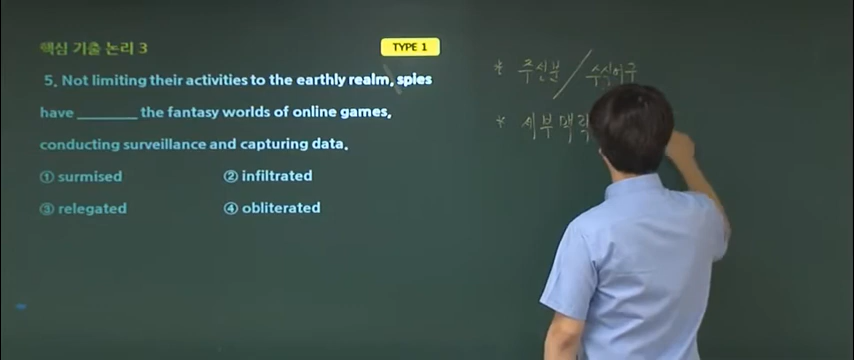 핵심 기출 논리 3
TYPE 1
5. Not limiting their activities to the earthly realm, spies
have ________ the fantasy worlds of online games,
conducting surveillance and capturing data.
① surmised
② infiltrated
③ relegated
④ obliterated
* 주선분 / 수식어구
* 세부 맥락